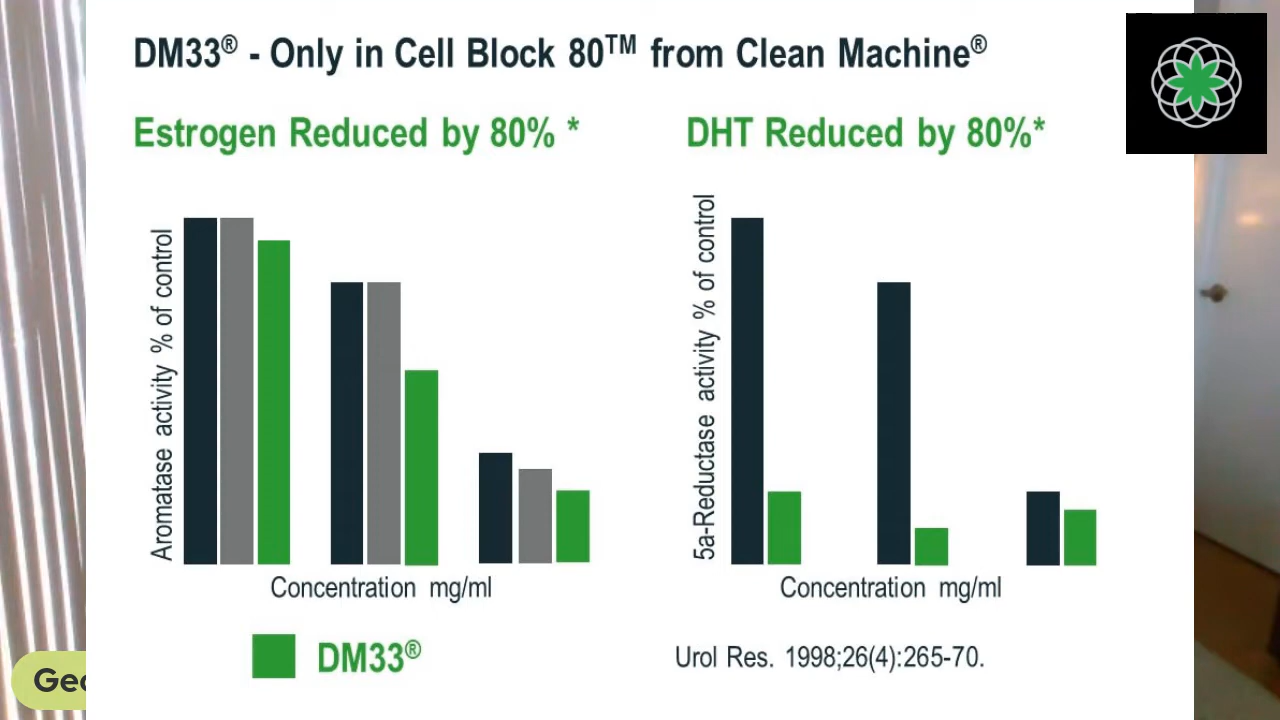 DM33® - Only in Cell Block 80™ from Clean Machine®
Estrogen Reduced by 80% *
DHT Reduced by 80%*
Aromatase activity % of control
Concentration mg/ml
5a-Reductase activity % of control
Concentration mg/ml
DM33®
Urol Res. 1998;26(4):265-70.